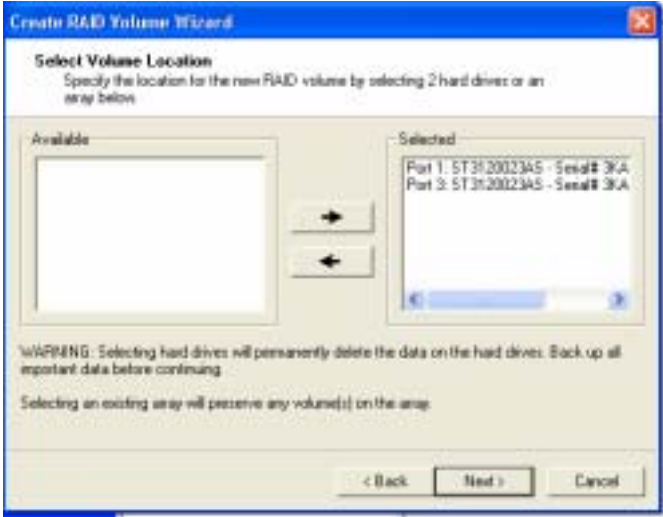 Create RAID Volume Wizard
Select Volume Location
Specify the location for the new RAID volume by selecting 2 hard drives or an
array below.
Available
Selected
Port 1: ST3120023AS - Serial# 3KA
Port 3: ST3120023AS - Serial# 3KA
WARNING: Selecting hard drives will permanently delete the data on the hard drives. Back up all
important data before continuing.
Selecting an existing array will preserve any volume(s) on the array.
< Back
Next >
Cancel